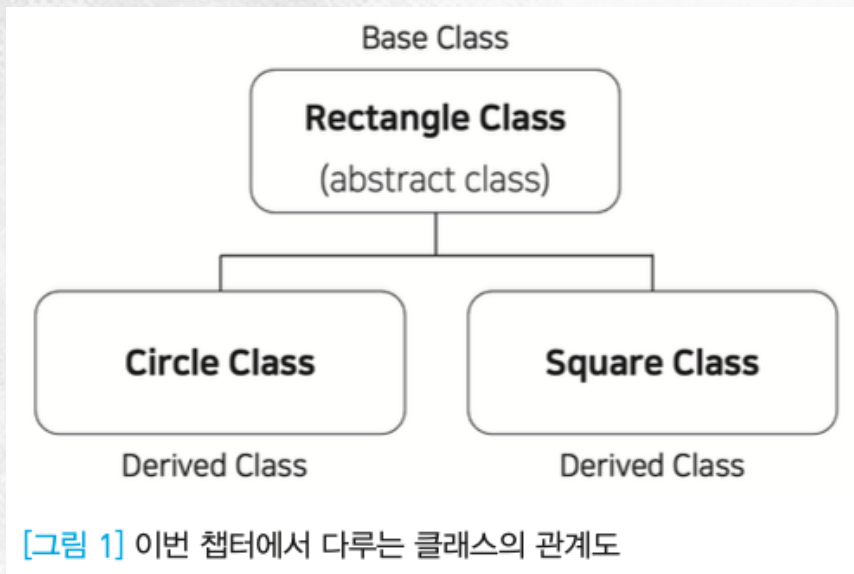 Base Class
Rectangle Class
(abstract class)
Circle Class
Square Class
Derived Class
Derived Class
[그림 1] 이번 챕터에서 다루는 클래스의 관계도